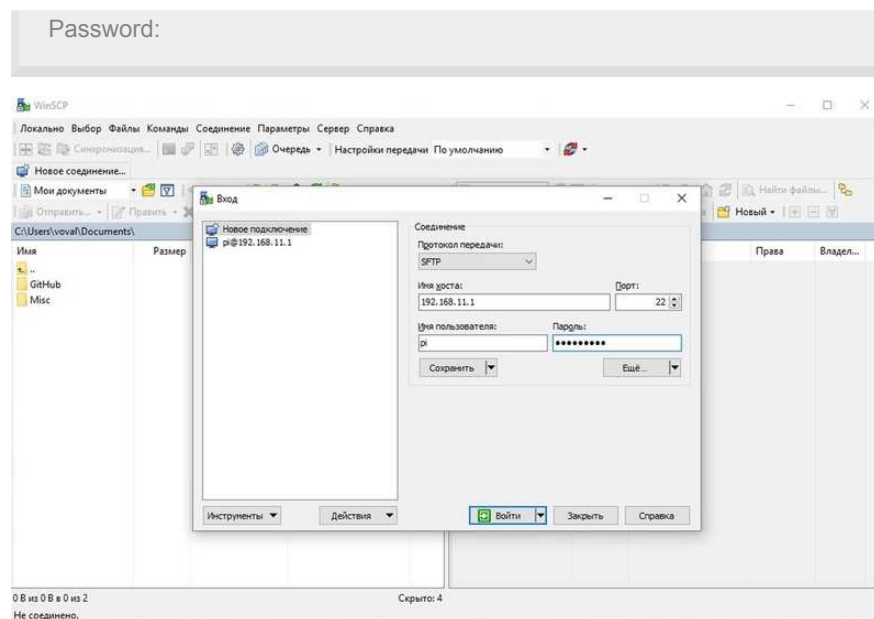 Password:
WinSCP
Локально Выбор Файлы Команды Соединение Параметры Сервер Справка
Синхронизация... Очередь Настройки передачи По умолчанию
Новое соединение...
Мои документы Найти файлы...
Отправить... Править Новый
C:\Users\voval\Documents\
Имя Размер Права Владел...
..
GitHub
Misc
Вход
Новое подключение
pi@192.168.11.1
Соединение
Протокол передачи:
SFTP
Имя хоста: Порт:
192.168.11.1 22
Имя пользователя: Пароль:
pi •••••••••
Сохранить Ещё...
Инструменты Действия Войти Закрыть Справка
0 B из 0 B в 0 из 2 Скрыто: 4
Не соединено.